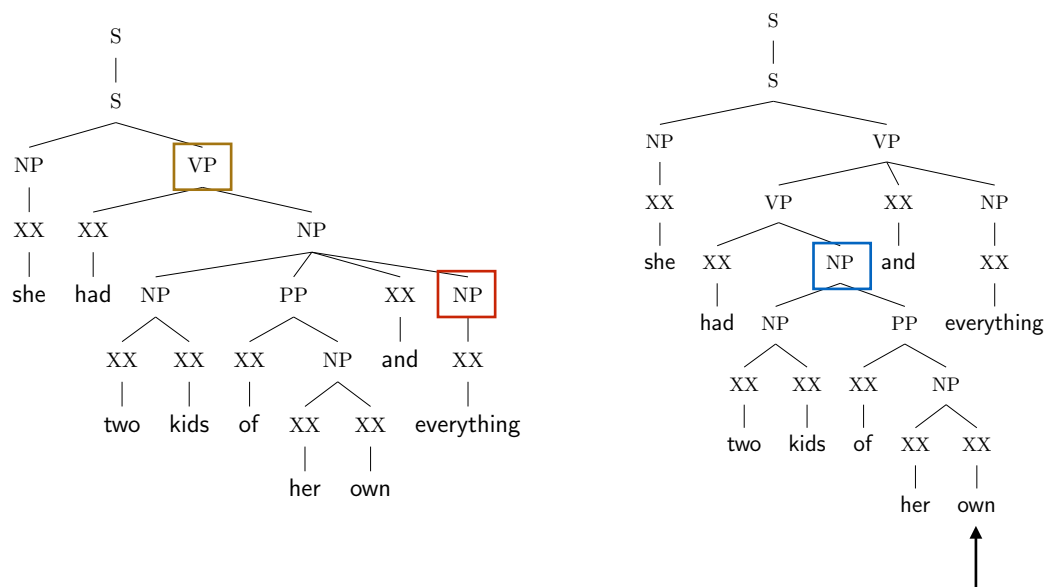 S
S
NP VP
XX XX NP
she had NP PP XX NP
XX XX XX NP and XX
two kids of XX XX everything
her own
S
S
NP VP
XX VP XX NP
she XX NP and XX
had NP PP everything
XX XX XX NP
two kids of XX XX
her own